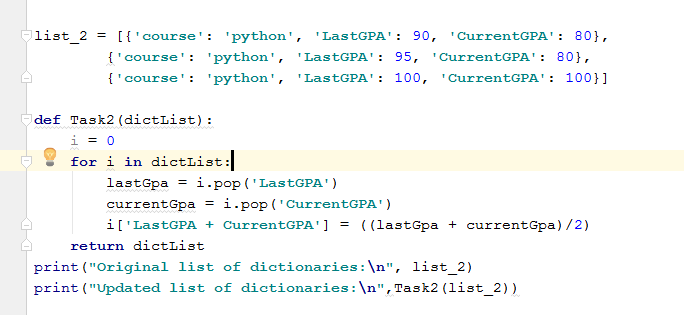 list_2 = [{'course': 'python', 'LastGPA': 90, 'CurrentGPA': 80},
        {'course': 'python', 'LastGPA': 95, 'CurrentGPA': 80},
        {'course': 'python', 'LastGPA': 100, 'CurrentGPA': 100}]
def Task2(dictList):
    i = 0
    for i in dictList:
        lastGpa = i.pop('LastGPA')
        currentGpa = i.pop('CurrentGPA')
        i['LastGPA + CurrentGPA'] = ((lastGpa + currentGpa)/2)
    return dictList
print("Original list of dictionaries:\n", list_2)
print("Updated list of dictionaries:\n",Task2(list_2))